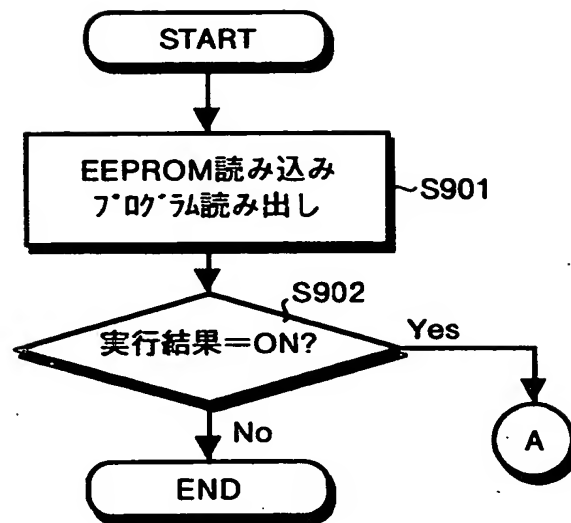 START
EEPROM読み込み
プログラム読み出し
S901
S902
実行結果=ON?
Yes
No
A
END